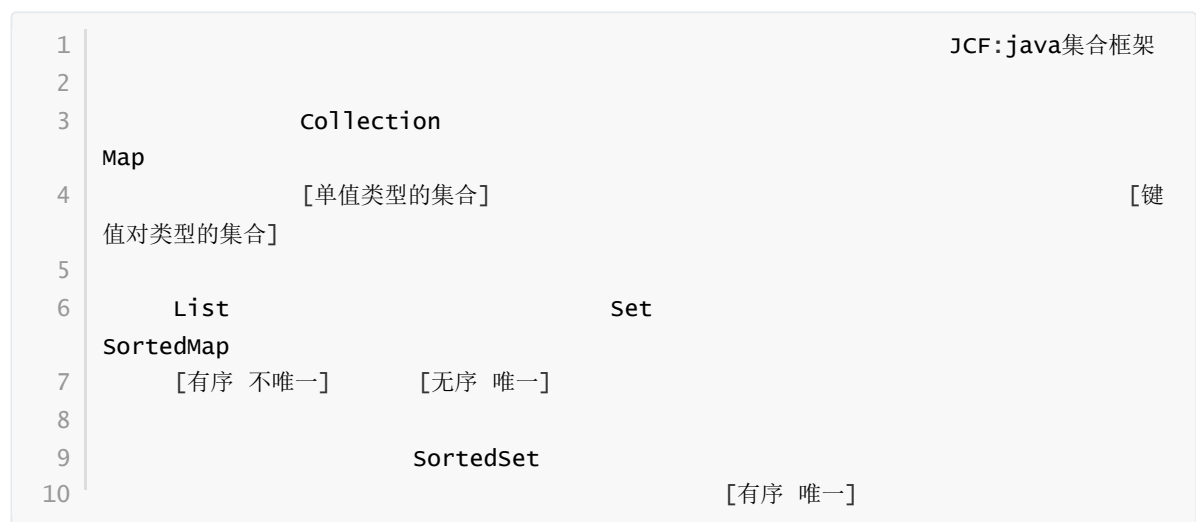 1 JCF:java集合框架
2
3 Collection
Map
4 [单值类型的集合] [键
值对类型的集合]
5
6 List Set
SortedMap
7 [有序 不唯一] [无序 唯一]
8
9 SortedSet
10 [有序 唯一]